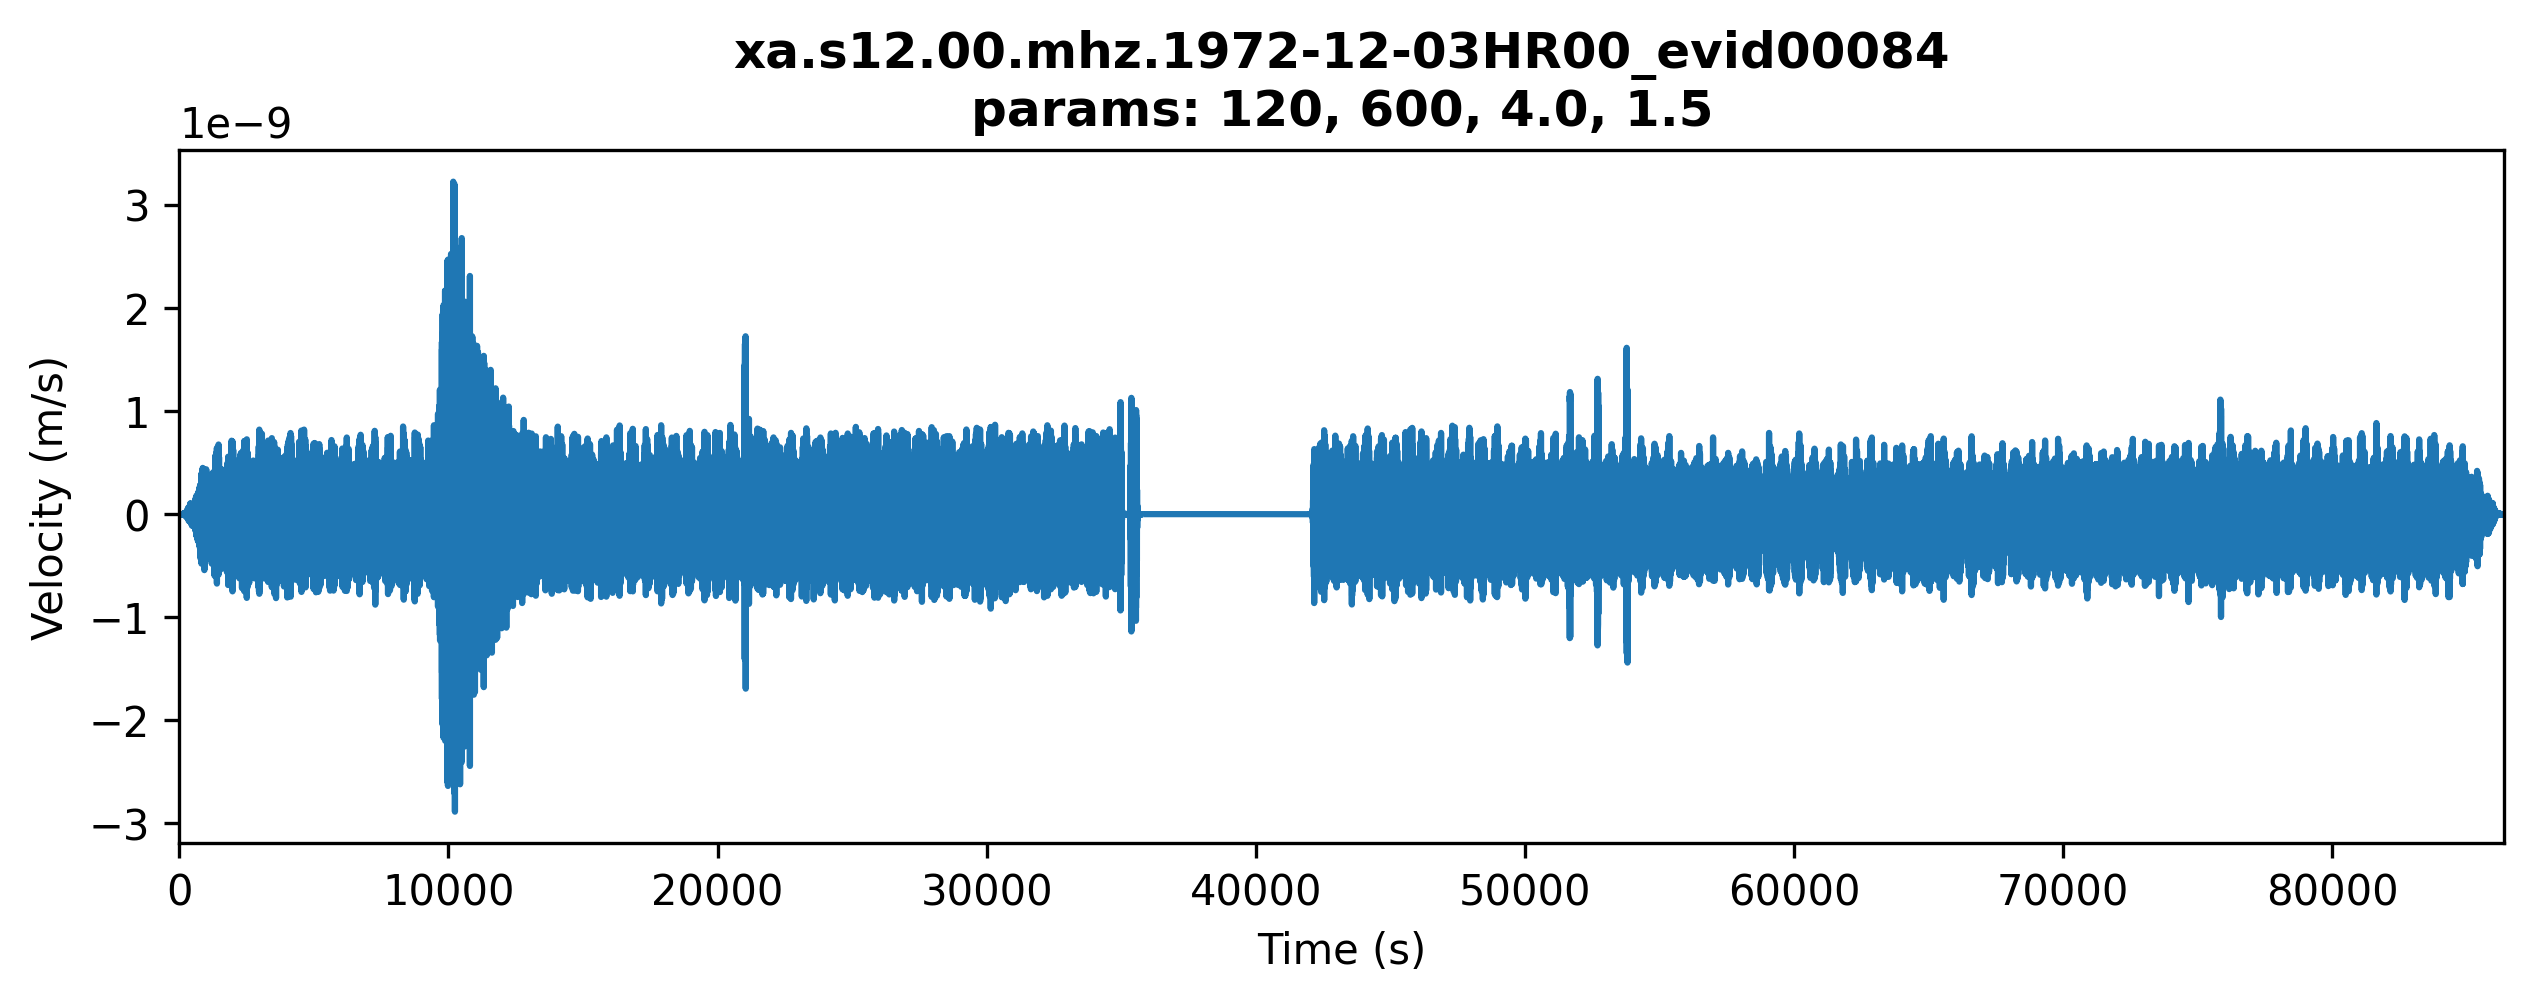 xa.s12.00.mhz.1972-12-03HR00_evid00084
params: 120, 600, 4.0, 1.5
1e−9
3
2
1
0
−1
−2
−3
Velocity (m/s)
0 10000 20000 30000 40000 50000 60000 70000 80000
Time (s)